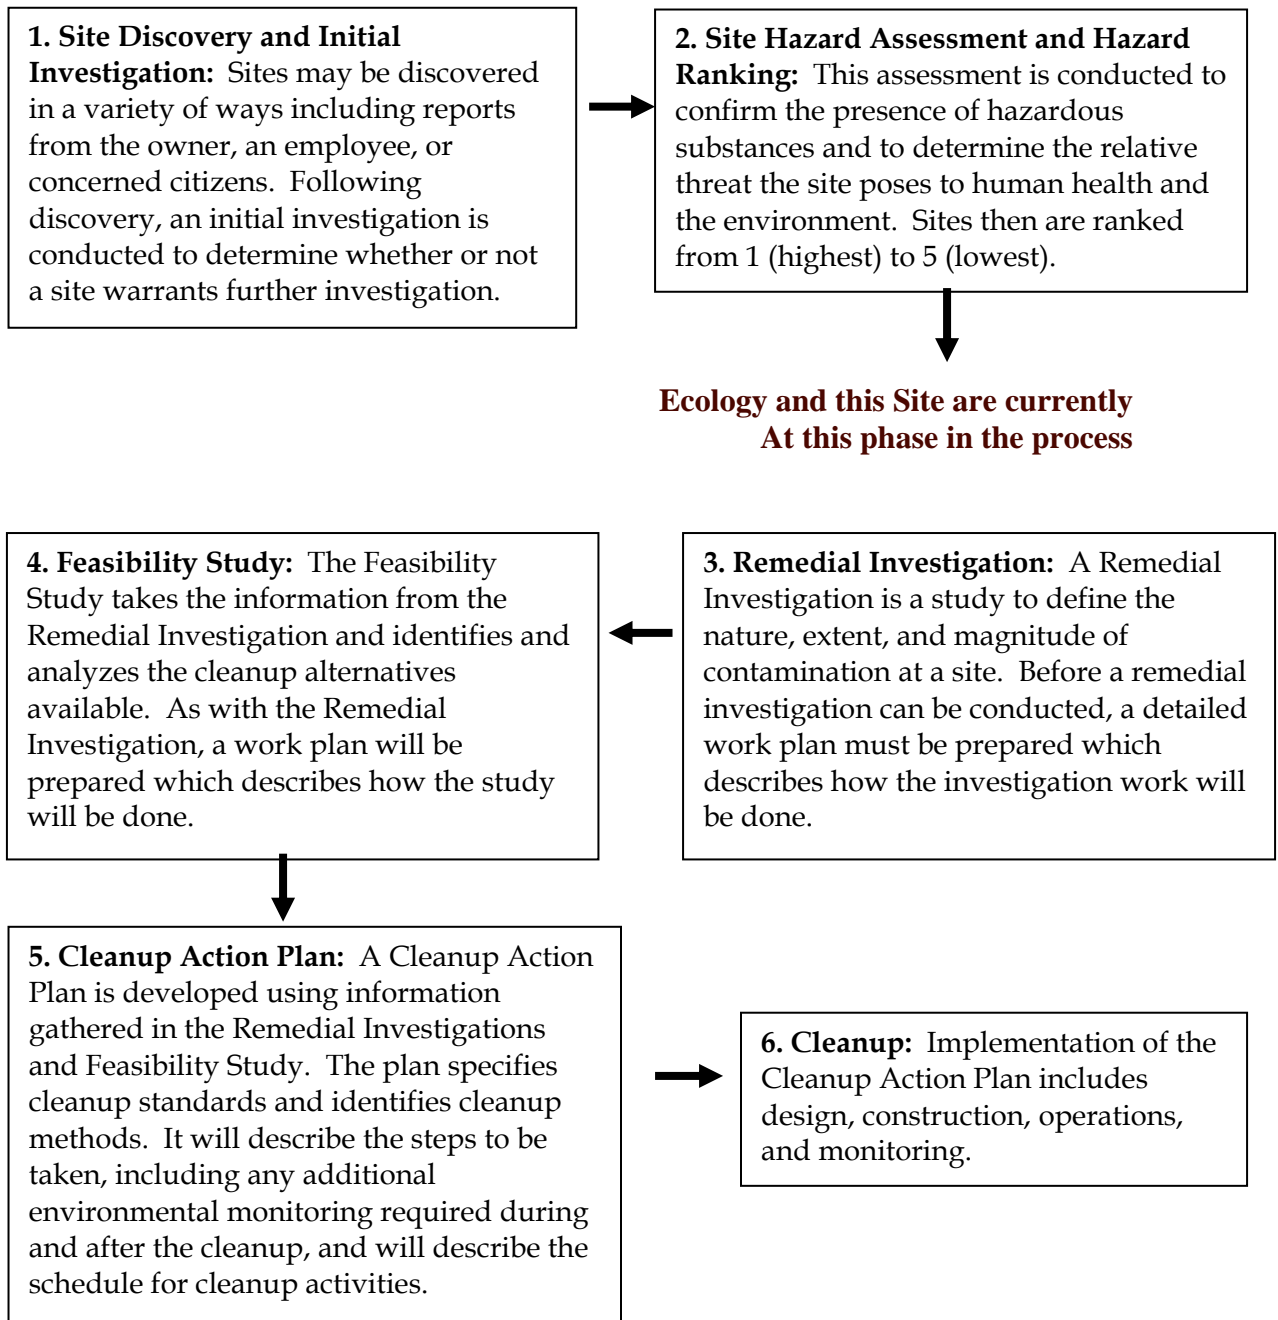 1. Site Discovery and Initial
Investigation:  Sites may be discovered
in a variety of ways including reports
from the owner, an employee, or
concerned citizens.  Following
discovery, an initial investigation is
conducted to determine whether or not
a site warrants further investigation.
2. Site Hazard Assessment and Hazard
Ranking:  This assessment is conducted to
confirm the presence of hazardous
substances and to determine the relative
threat the site poses to human health and
the environment.  Sites then are ranked
from 1 (highest) to 5 (lowest).
Ecology and this Site are currently
At this phase in the process
3. Remedial Investigation:  A Remedial
Investigation is a study to define the
nature, extent, and magnitude of
contamination at a site.  Before a remedial
investigation can be conducted, a detailed
work plan must be prepared which
describes how the investigation work will
be done.
4. Feasibility Study:  The Feasibility
Study takes the information from the
Remedial Investigation and identifies and
analyzes the cleanup alternatives
available.  As with the Remedial
Investigation, a work plan will be
prepared which describes how the study
will be done.
5. Cleanup Action Plan:  A Cleanup Action
Plan is developed using information
gathered in the Remedial Investigations
and Feasibility Study.  The plan specifies
cleanup standards and identifies cleanup
methods.  It will describe the steps to be
taken, including any additional
environmental monitoring required during
and after the cleanup, and will describe the
schedule for cleanup activities.
6. Cleanup:  Implementation of the
Cleanup Action Plan includes
design, construction, operations,
and monitoring.